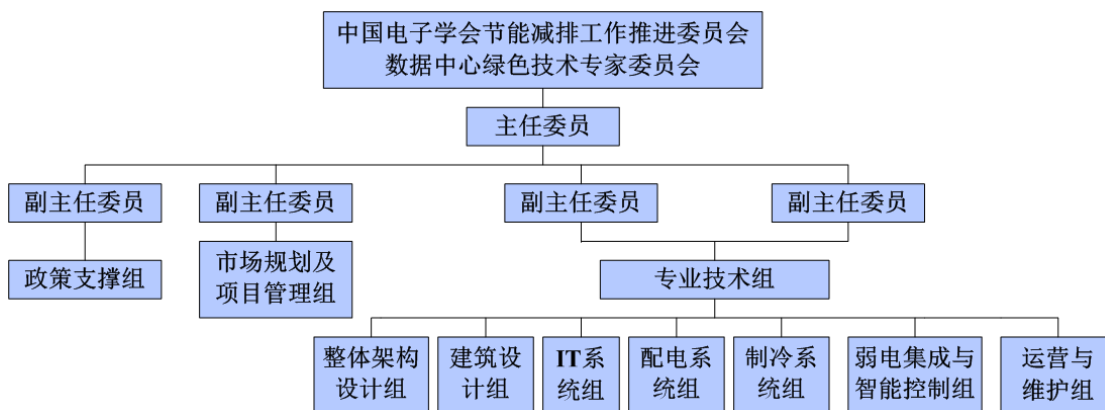 中国电子学会节能减排工作推进委员会
数据中心绿色技术专家委员会
主任委员
副主任委员
副主任委员
副主任委员
副主任委员
政策支撑组
市场规划及
项目管理组
专业技术组
整体架构
设计组
建筑设
计组
IT系
统组
配电系
统组
制冷系
统组
弱电集成与
智能控制组
运营与
维护组